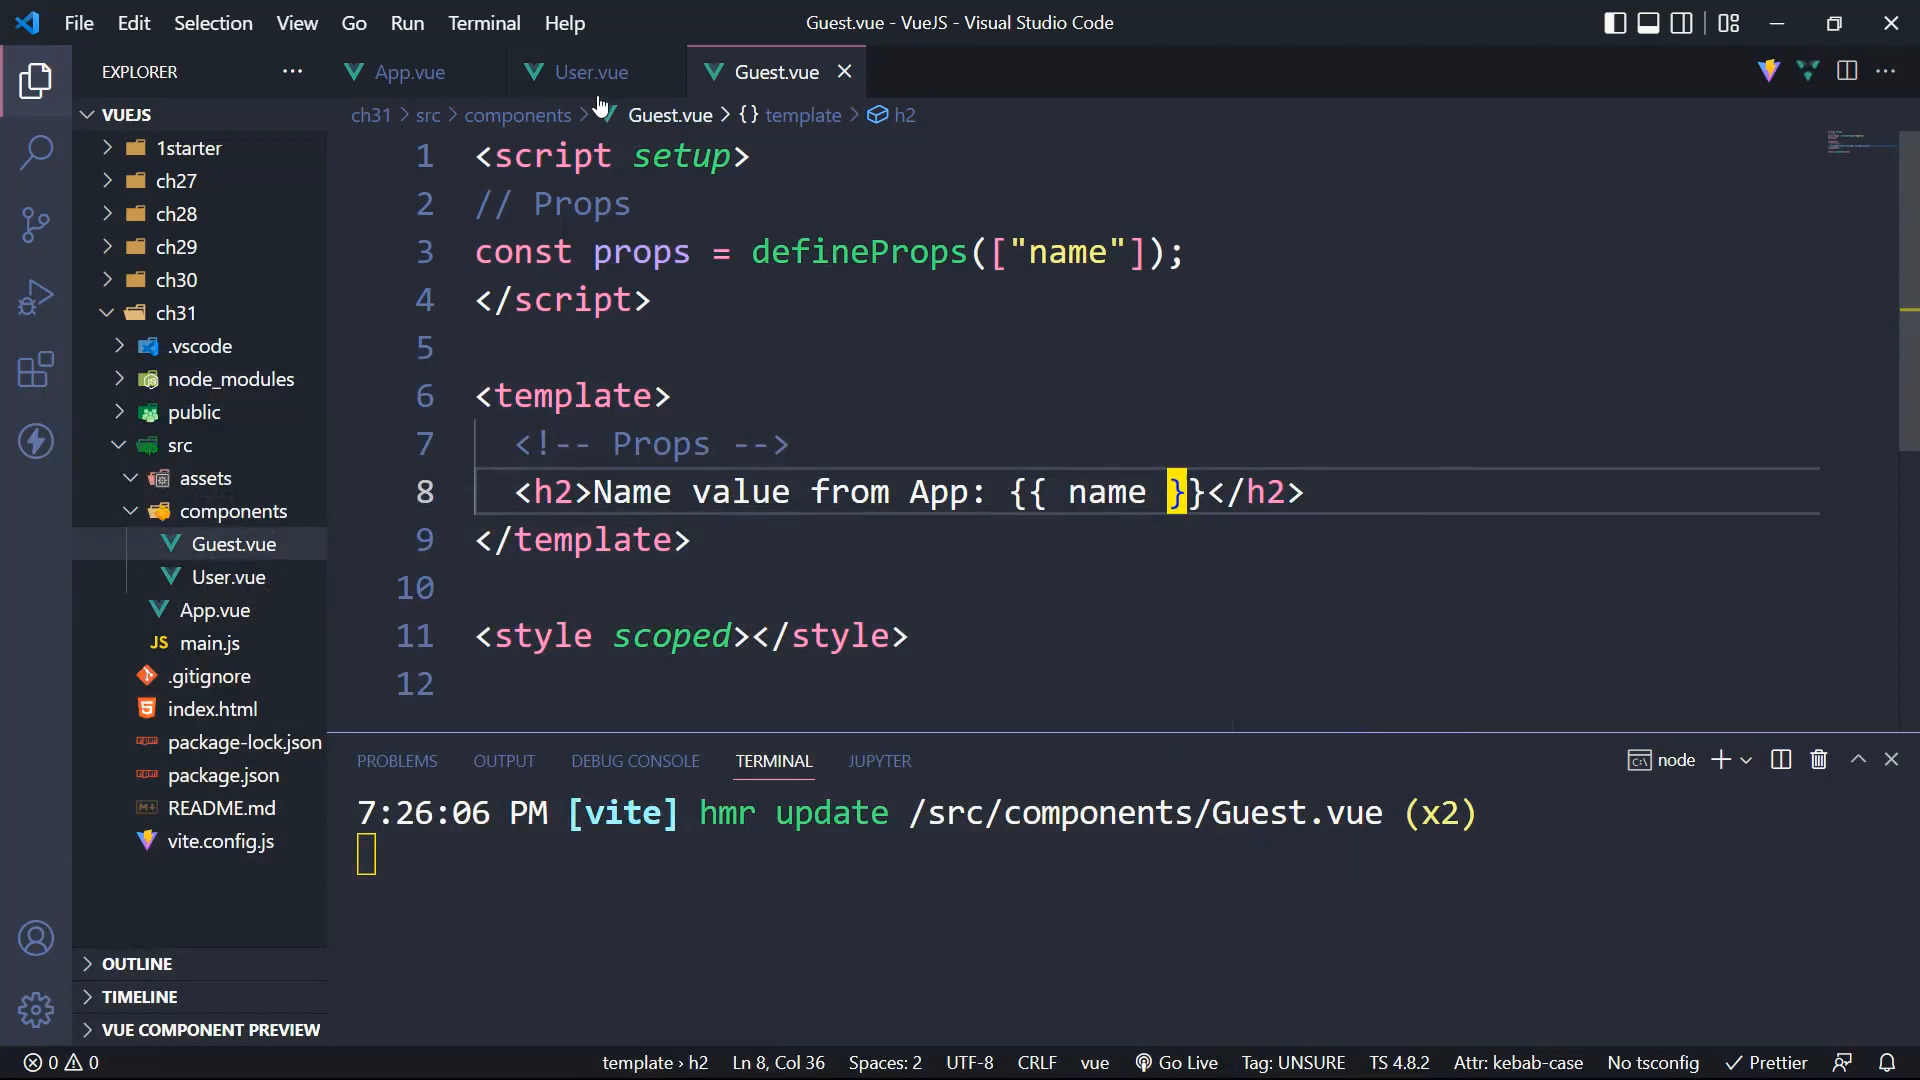 File Edit Selection View Go Run Terminal Help
Guest.vue - VueJS - Visual Studio Code
EXPLORER
App.vue
User.vue
Guest.vue
VUEJS
ch31 > src > components > Guest.vue > {} template > h2
1starter
ch27
ch28
ch29
ch30
ch31
.vscode
node_modules
public
src
assets
components
Guest.vue
User.vue
App.vue
JS main.js
.gitignore
index.html
package-lock.json
package.json
README.md
vite.config.js
OUTLINE
TIMELINE
VUE COMPONENT PREVIEW
1 <script setup>
2 // Props
3 const props = defineProps(["name"]);
4 </script>
5
6 <template>
7 <!-- Props -->
8 <h2>Name value from App: {{ name }}</h2>
9 </template>
10
11 <style scoped></style>
12
PROBLEMS OUTPUT DEBUG CONSOLE TERMINAL JUPYTER
node
7:26:06 PM [vite] hmr update /src/components/Guest.vue (x2)
0 0
template › h2 Ln 8, Col 36 Spaces: 2 UTF-8 CRLF vue Go Live Tag: UNSURE TS 4.8.2 Attr: kebab-case No tsconfig Prettier